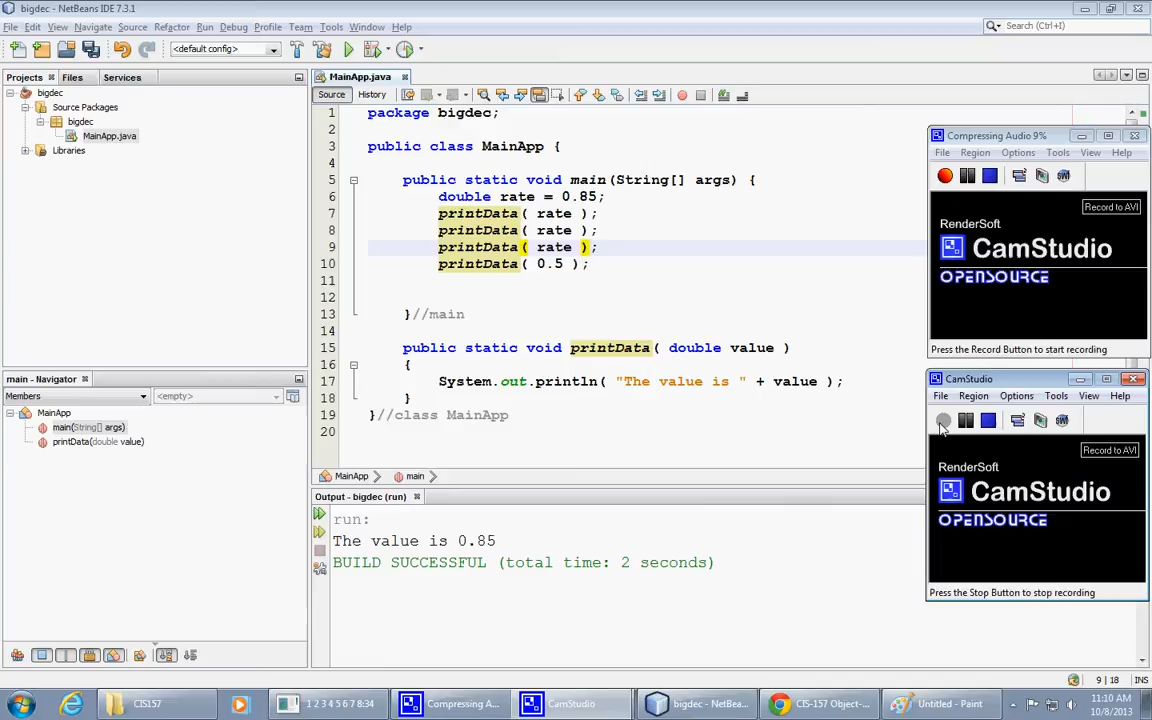 bigdec - NetBeans IDE 7.3.1
File Edit View Navigate Source Refactor Run Debug Profile Team Tools Window Help
Search (Ctrl+I)
<default config>
Projects Files Services
MainApp.java
Source History
bigdec
Source Packages
bigdec
MainApp.java
Libraries
1 package bigdec;
2
3 public class MainApp {
4
5 public static void main(String[] args) {
6 double rate = 0.85;
7 printData( rate );
8 printData( rate );
9 printData( rate );
10 printData( 0.5 );
11
12
13 }//main
14
15 public static void printData( double value )
16 {
17 System.out.println( "The value is " + value );
18 }
19 }//class MainApp
20
main - Navigator
Members
<empty>
MainApp
main(String[] args)
printData(double value)
MainApp main
Output - bigdec (run)
run:
The value is 0.85
BUILD SUCCESSFUL (total time: 2 seconds)
Compressing Audio 9%
File Region Options Tools View Help
Record to AVI
RenderSoft
CamStudio
OPENSOURCE
Press the Record Button to start recording
CamStudio
File Region Options Tools View Help
Record to AVI
RenderSoft
CamStudio
OPENSOURCE
Press the Stop Button to stop recording
9 | 18 INS
CIS157
1 2 3 4 5 6 7 8:34
Compressing A...
CamStudio
bigdec - NetBea...
CIS-157 Object-...
Untitled - Paint
11:10 AM
10/8/2013